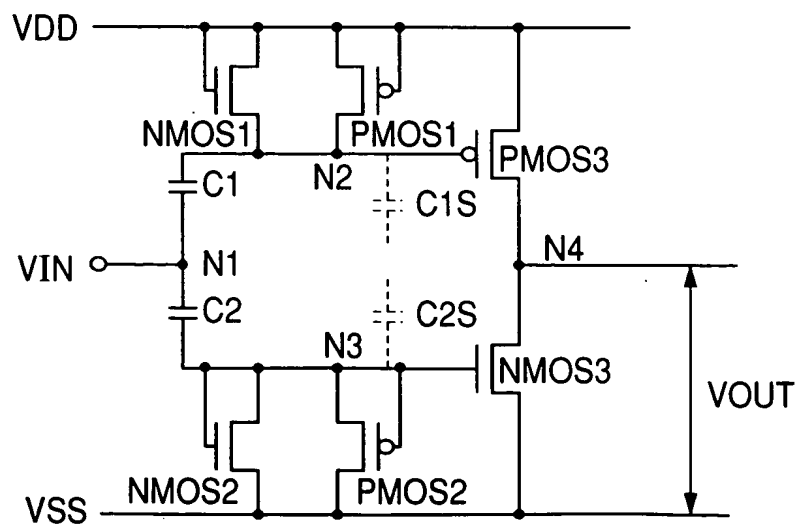 VDD
NMOS1
PMOS1
PMOS3
N2
C1
C1S
VIN
N1
N4
C2
C2S
N3
NMOS3
VOUT
NMOS2
PMOS2
VSS